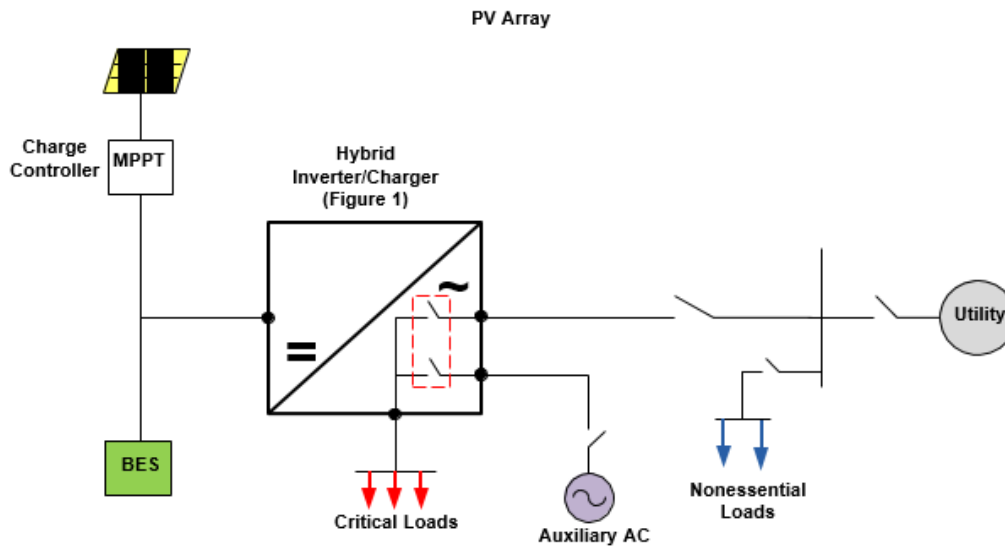 PV Array
Charge
Controller
MPPT
Hybrid
Inverter/Charger
(Figure 1)
=
~
Utility
BES
Critical Loads
Auxiliary AC
Nonessential
Loads